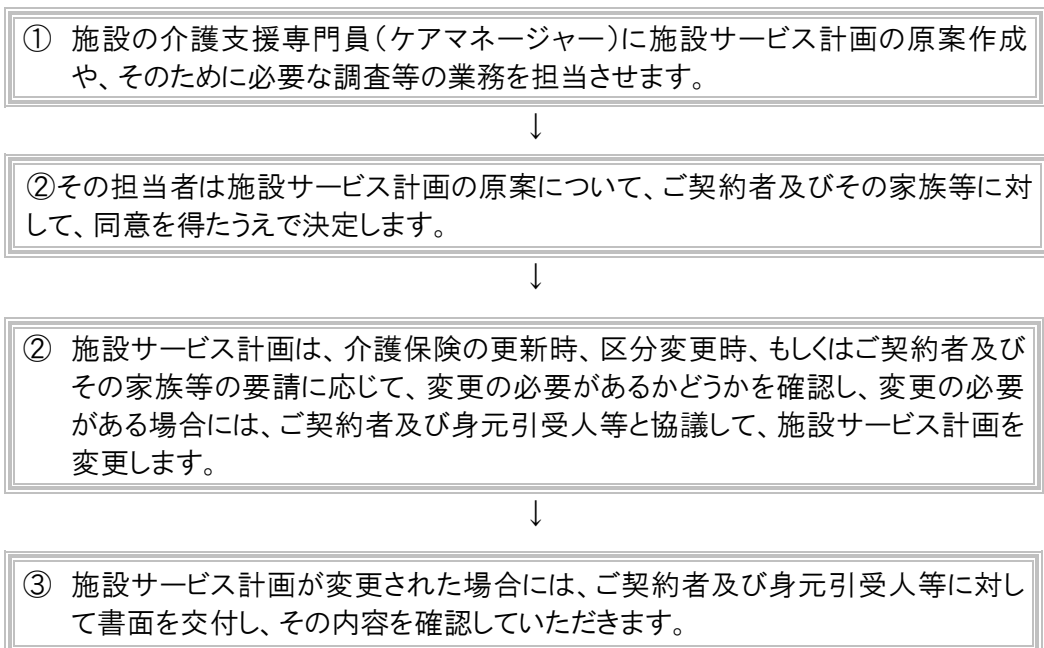 ① 施設の介護支援専門員（ケアマネージャー）に施設サービス計画の原案作成
や、そのために必要な調査等の業務を担当させます。
↓
②その担当者は施設サービス計画の原案について、ご契約者及びその家族等に対
して、同意を得たうえで決定します。
↓
② 施設サービス計画は、介護保険の更新時、区分変更時、もしくはご契約者及び
その家族等の要請に応じて、変更の必要があるかどうかを確認し、変更の必要
がある場合には、ご契約者及び身元引受人等と協議して、施設サービス計画を
変更します。
↓
③ 施設サービス計画が変更された場合には、ご契約者及び身元引受人等に対し
て書面を交付し、その内容を確認していただきます。